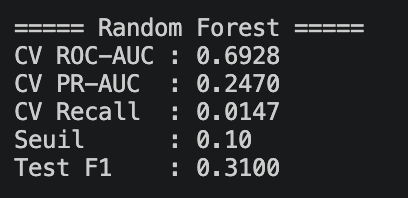 ===== Random Forest =====
CV ROC-AUC : 0.6928
CV PR-AUC : 0.2470
CV Recall : 0.0147
Seuil : 0.10
Test F1 : 0.3100